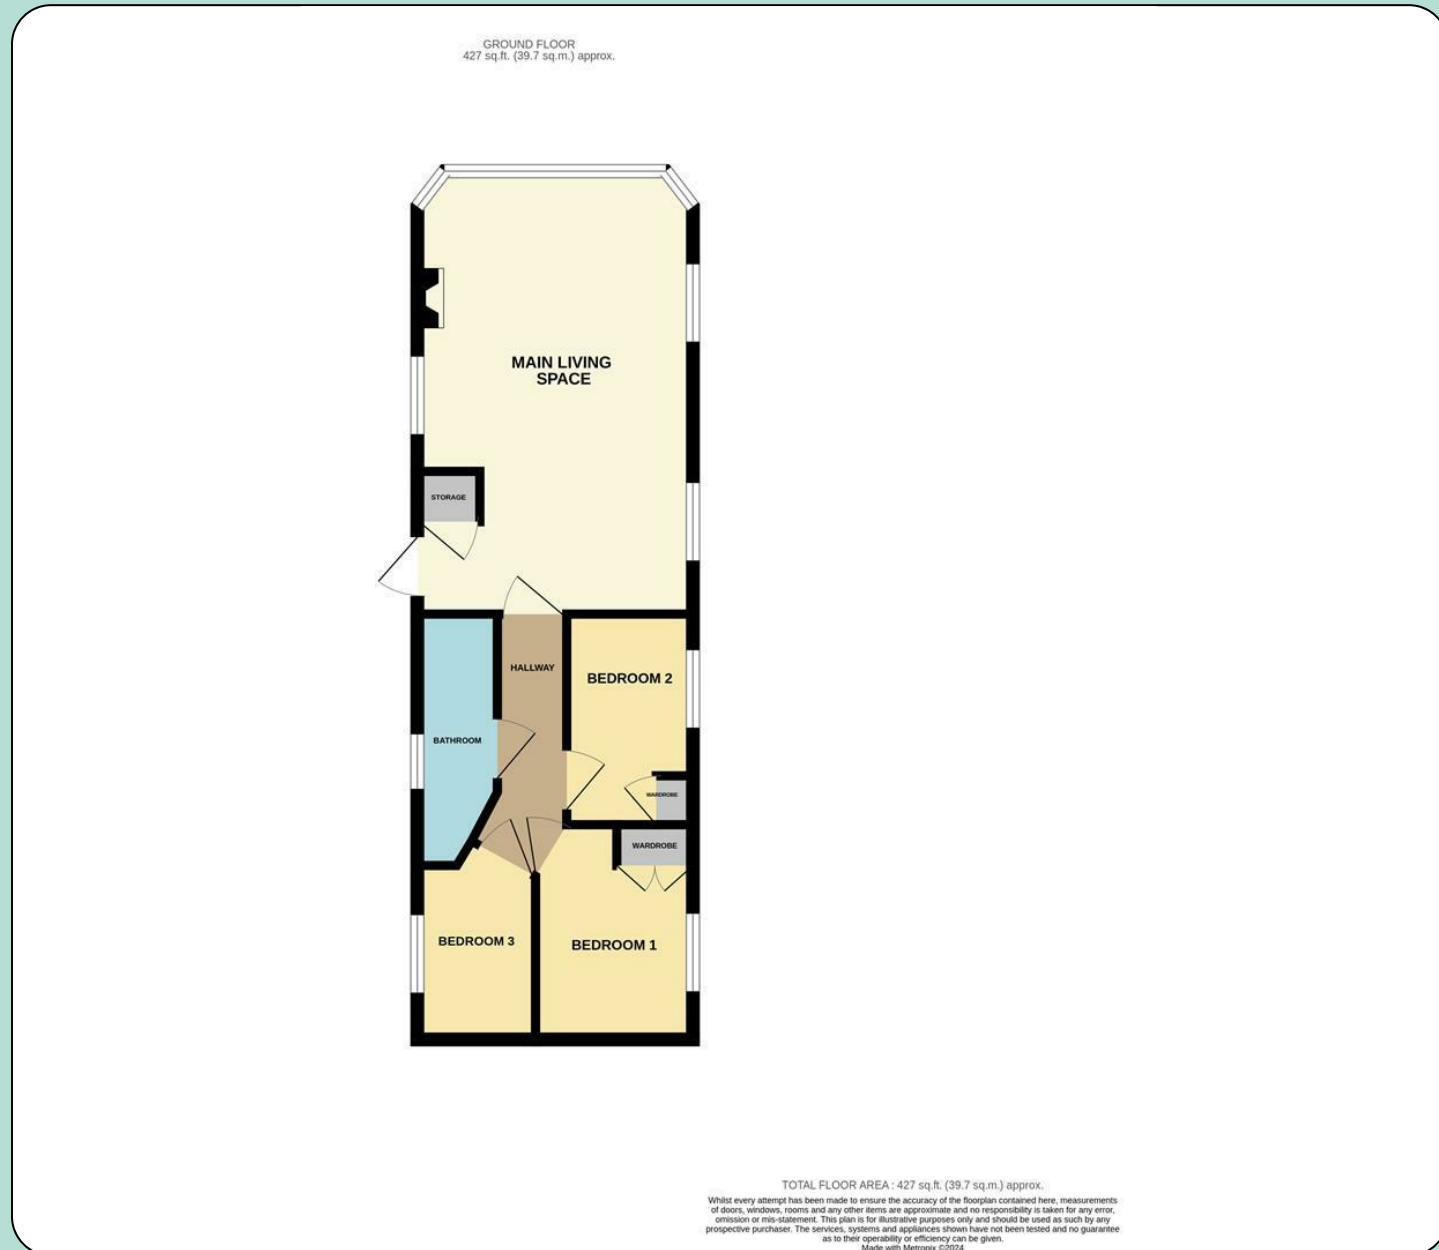 GROUND FLOOR
427 sq.ft. (39.7 sq.m.) approx.
MAIN LIVING
SPACE
STORAGE
HALLWAY
BEDROOM 2
BATHROOM
WARDROBE
WARDROBE
BEDROOM 3
BEDROOM 1
TOTAL FLOOR AREA : 427 sq.ft. (39.7 sq.m.) approx.
Whilst every attempt has been made to ensure the accuracy of the floorplan contained here, measurements
of doors, windows, rooms and any other items are approximate and no responsibility is taken for any error,
omission or mis-statement. This plan is for illustrative purposes only and should be used as such by any
prospective purchaser. The services, systems and appliances shown have not been tested and no guarantee
as to their operability or efficiency can be given.
Made with Metropix ©2024